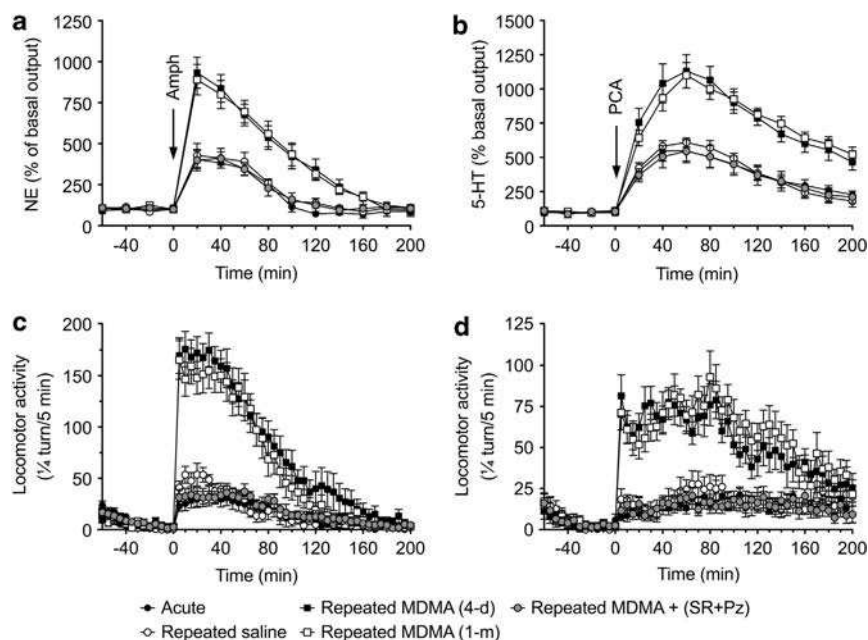 a
NE (% of basal output)
1250
1000
750
500
250
0
Amph
-40 0 40 80 120 160 200
Time (min)
b
5-HT (% basal output)
1500
1250
1000
750
500
250
0
PCA
-40 0 40 80 120 160 200
Time (min)
c
Locomotor activity
(¼ turn/5 min)
200
150
100
50
0
-40 0 40 80 120 160 200
Time (min)
d
Locomotor activity
(¼ turn/5 min)
125
100
75
50
25
0
-40 0 40 80 120 160 200
Time (min)
Acute Repeated MDMA (4-d) Repeated MDMA + (SR+Pz)
Repeated saline Repeated MDMA (1-m)